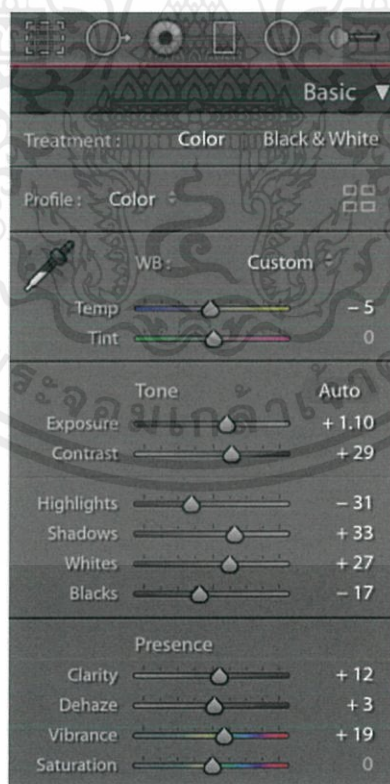 Basic
Treatment : Color Black & White
Profile : Color
WB : Custom
Temp − 5
Tint 0
Tone Auto
Exposure + 1.10
Contrast + 29
Highlights − 31
Shadows + 33
Whites + 27
Blacks − 17
Presence
Clarity + 12
Dehaze + 3
Vibrance + 19
Saturation 0